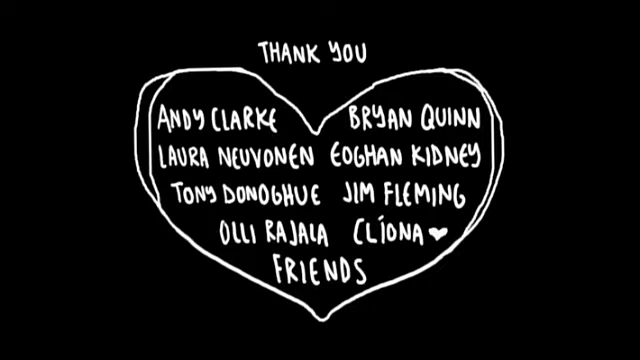 THANK YOU
ANDY CLARKE BRYAN QUINN
LAURA NEUVONEN EOGHAN KIDNEY
TONY DONOGHUE JIM FLEMING
OLLI RAJALA CLÍONA ❤
FRIENDS